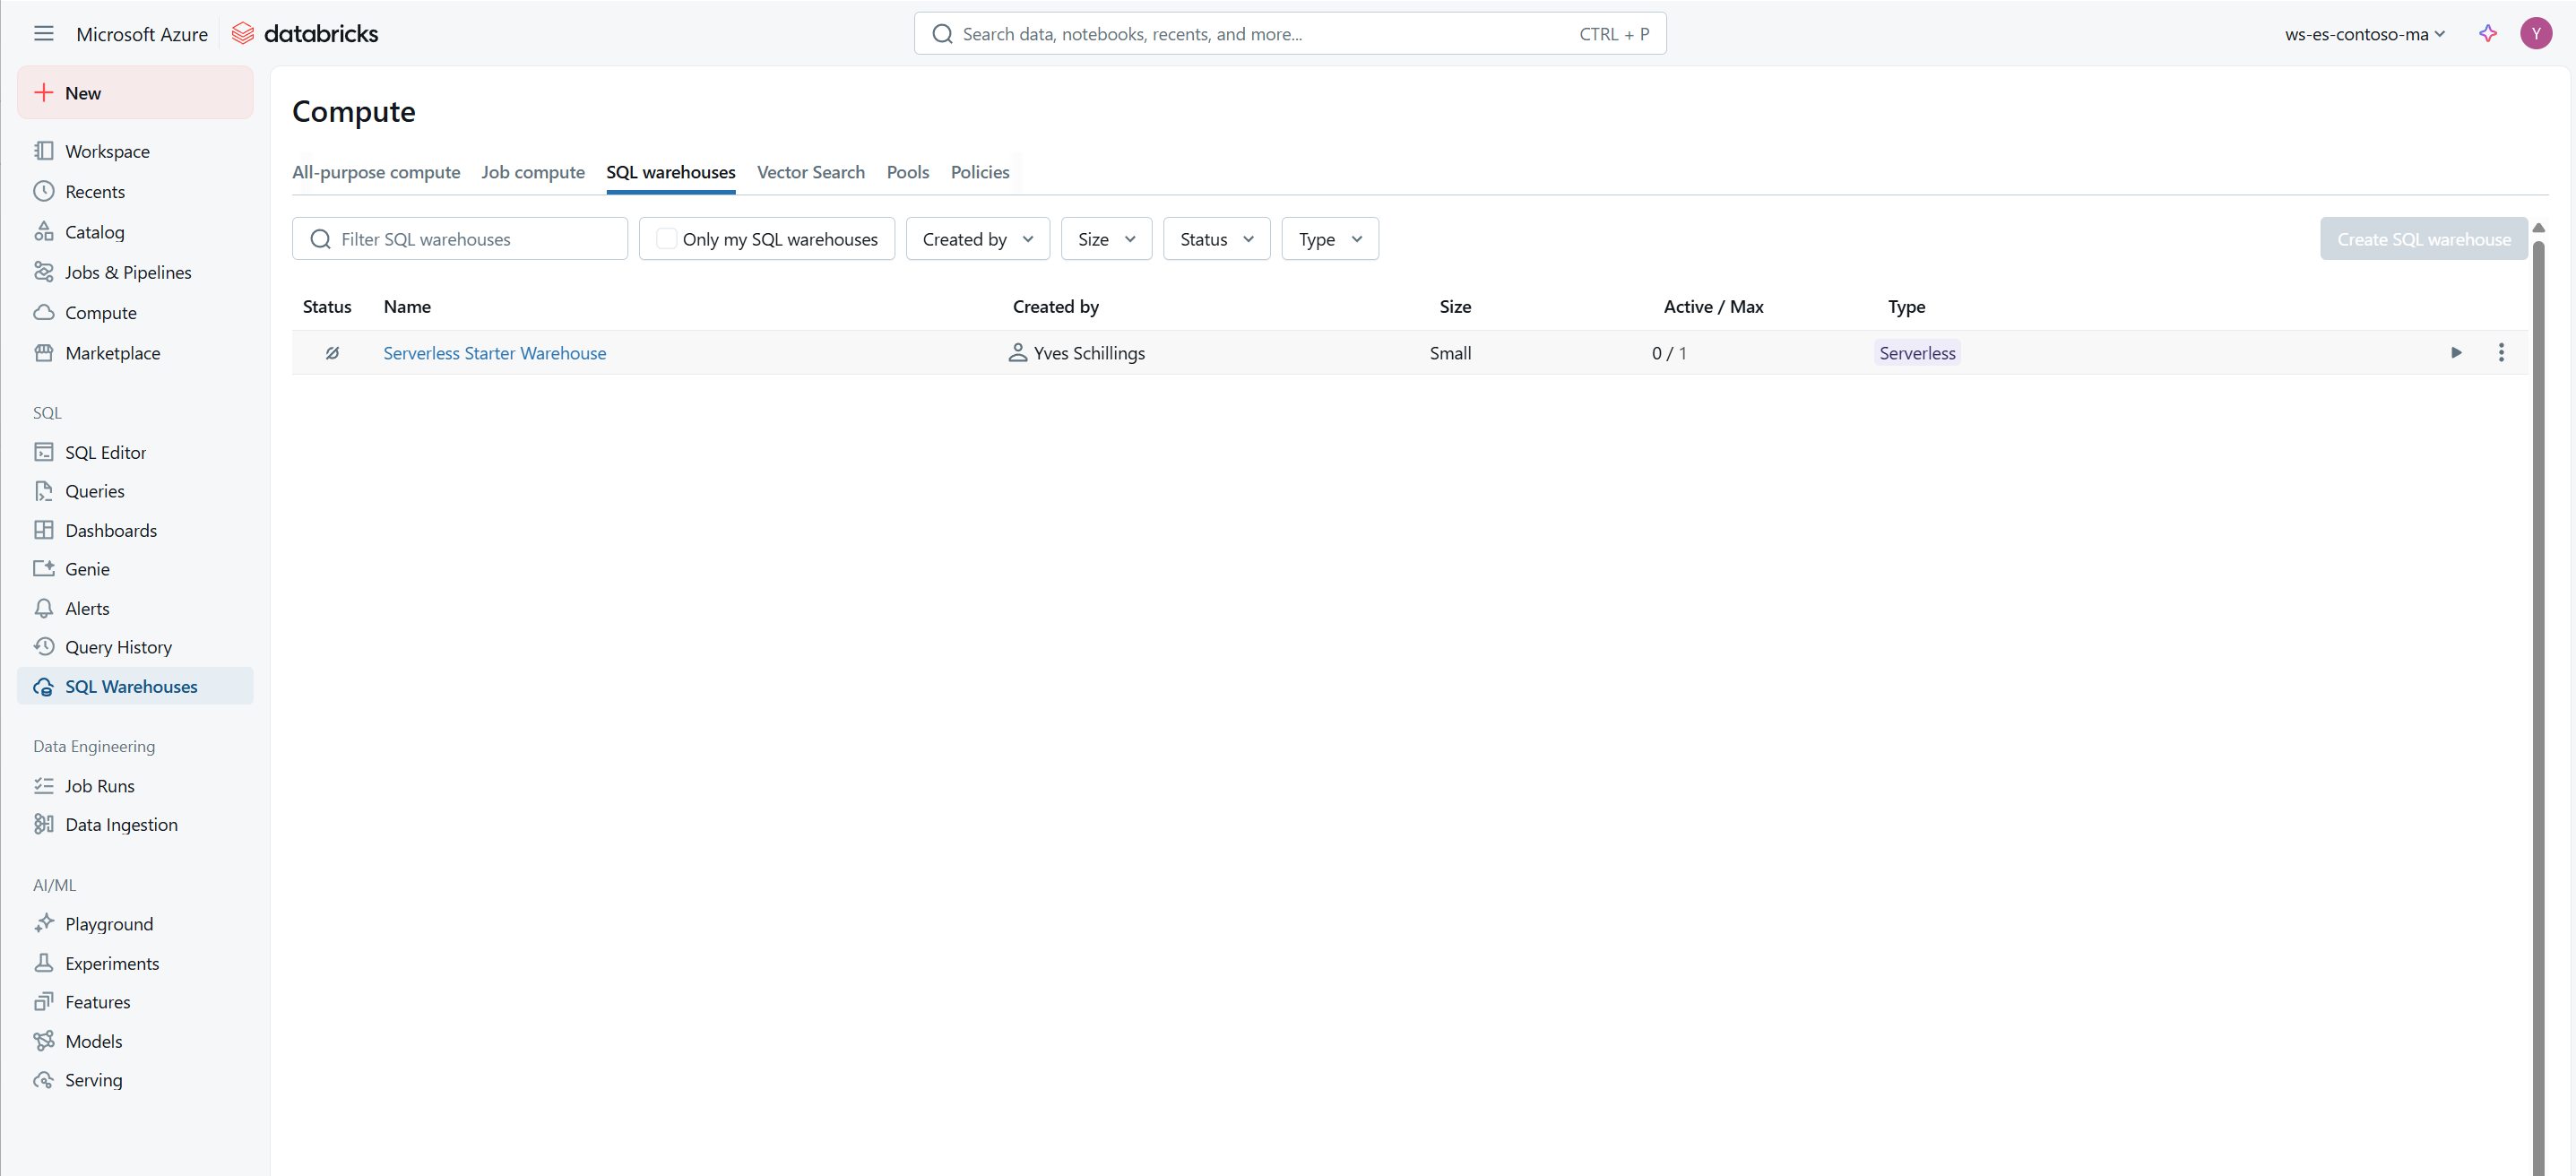 Microsoft Azure databricks
Search data, notebooks, recents, and more... CTRL + P
ws-es-contoso-ma
Y
New
Workspace
Recents
Catalog
Jobs & Pipelines
Compute
Marketplace
SQL
SQL Editor
Queries
Dashboards
Genie
Alerts
Query History
SQL Warehouses
Data Engineering
Job Runs
Data Ingestion
AI/ML
Playground
Experiments
Features
Models
Serving
Compute
All-purpose compute Job compute SQL warehouses Vector Search Pools Policies
Filter SQL warehouses Only my SQL warehouses Created by Size Status Type Create SQL warehouse
Status Name Created by Size Active / Max Type
Serverless Starter Warehouse Yves Schillings Small 0 / 1 Serverless